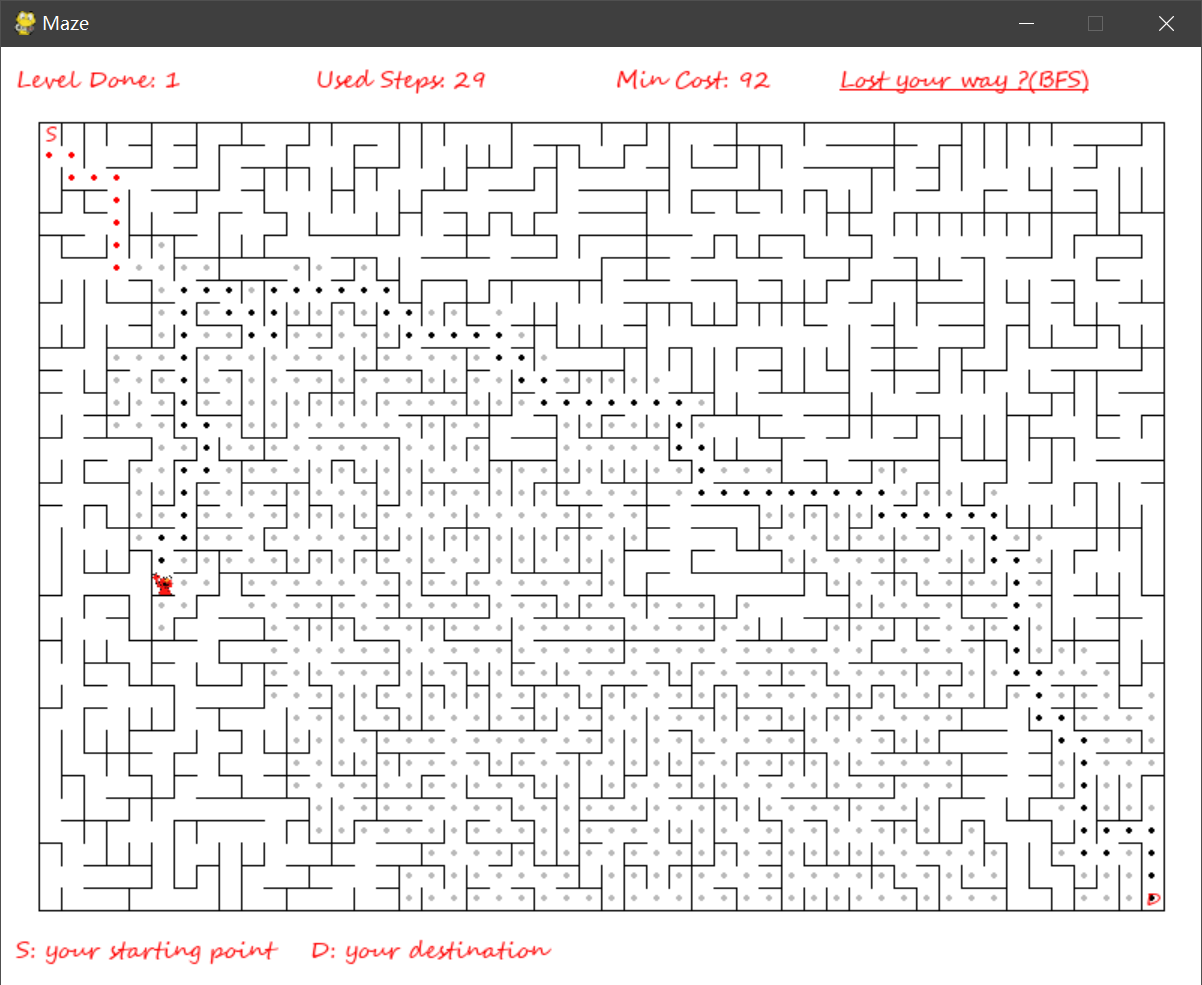 Maze
Level Done: 1 Used Steps: 29 Min Cost: 92 Lost your way ?(BFS)
S
D
S: your starting point D: your destination